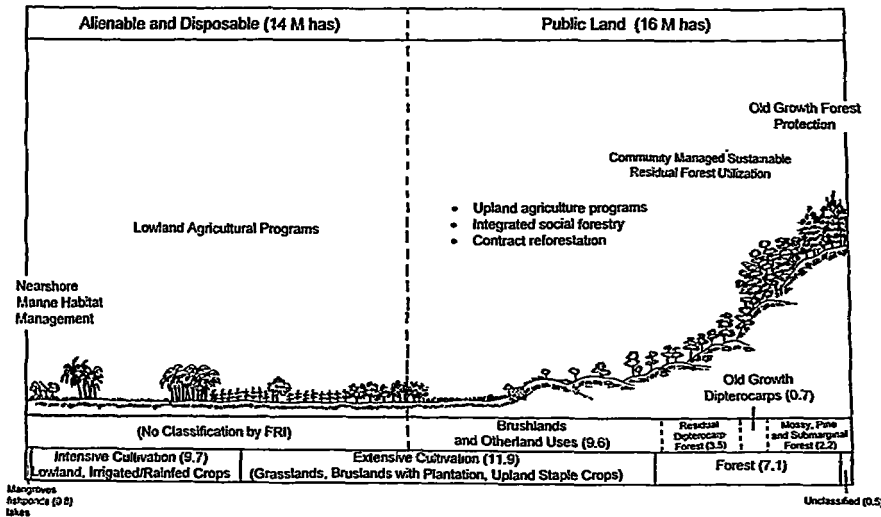 Alienable and Disposable (14 M has)
Public Land (16 M has)
Old Growth Forest
Protection
Community Managed Sustainable
Residual Forest Utilization
• Upland agriculture programs
• Integrated social forestry
• Contract reforestation
Lowland Agricultural Programs
Nearshore
Marine Habitat
Management
Old Growth
Dipterocarps (0.7)
(No Classification by FRI)
Brushlands
and Otherland Uses (9.6)
Residual
Dipterocarp
Forest (3.5)
Mossy, Pine
and Submarginal
Forest (2.2)
Intensive Cultivation (9.7)
Lowland, Irrigated/Rainfed Crops
Extensive Cultivation (11.9)
(Grasslands, Bruslands with Plantation, Upland Staple Crops)
Forest (7.1)
Mangroves
fishponds
lakes
Unclassified (0.5)